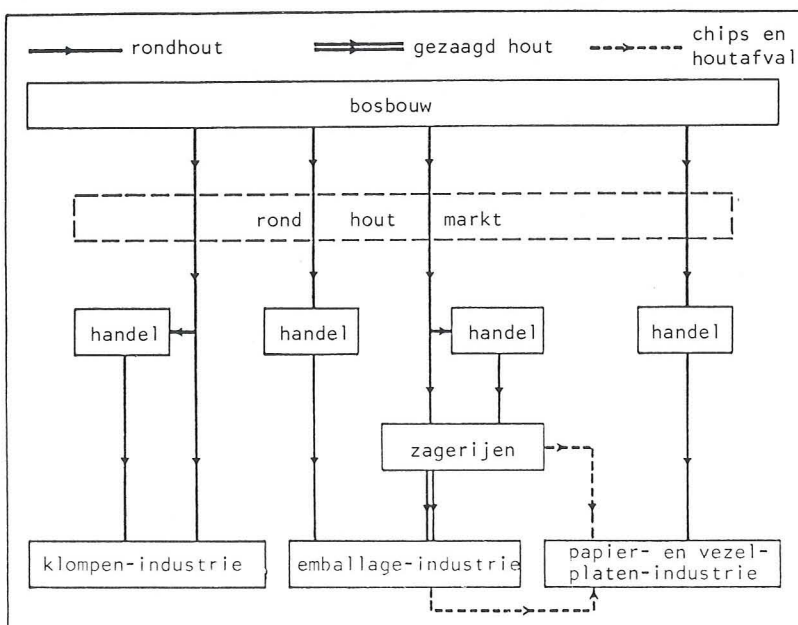 rondhout
gezaagd hout
chips en
houtafval
bosbouw
rond hout markt
handel
handel
handel
handel
zagerijen
klompen-industrie
emballage-industrie
papier- en vezel-
platen-industrie